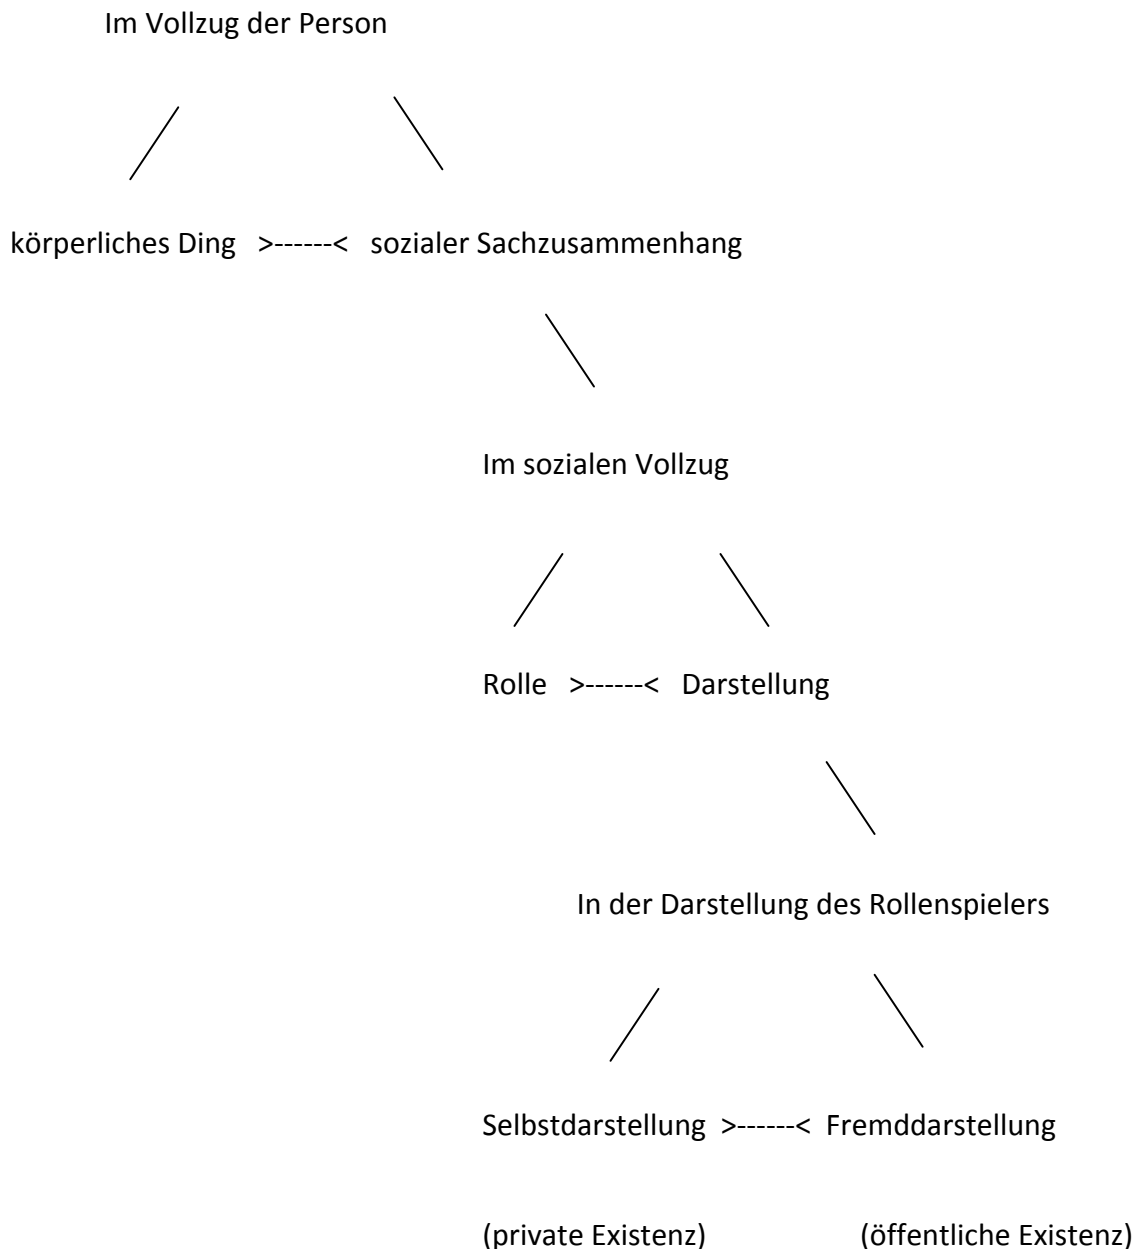 Im Vollzug der Person
körperliches Ding >------< sozialer Sachzusammenhang
Im sozialen Vollzug
Rolle >------< Darstellung
In der Darstellung des Rollenspielers
Selbstdarstellung >------< Fremddarstellung
(private Existenz) (öffentliche Existenz)